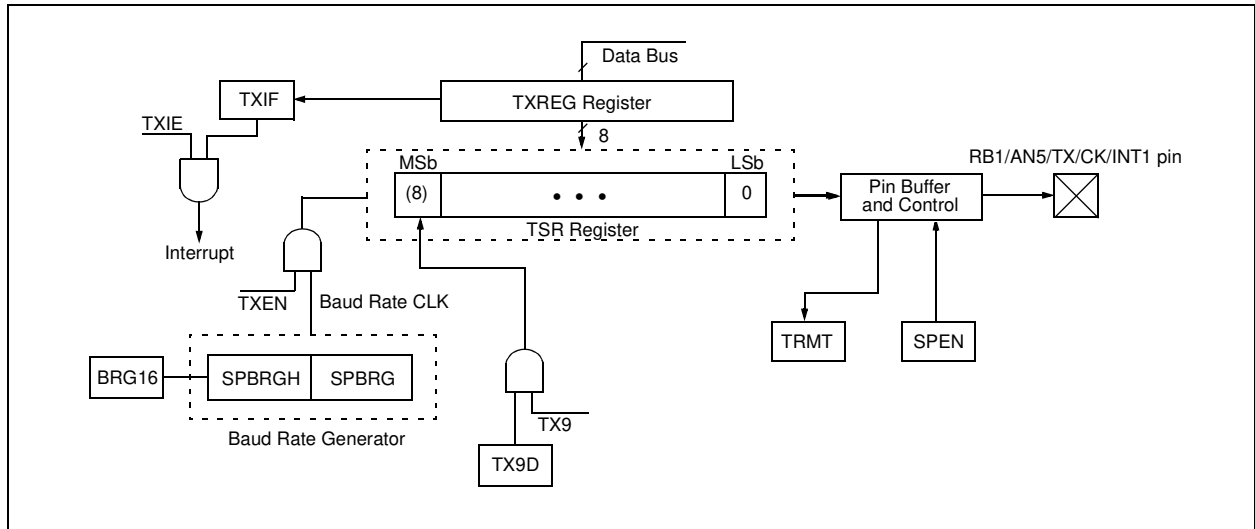 Data Bus
TXIF
TXREG Register
TXIE
8
MSb
LSb
RB1/AN5/TX/CK/INT1 pin
(8)
• • •
0
Pin Buffer
and Control
TSR Register
Interrupt
TXEN
Baud Rate CLK
TRMT
SPEN
BRG16
SPBRGH
SPBRG
TX9
Baud Rate Generator
TX9D